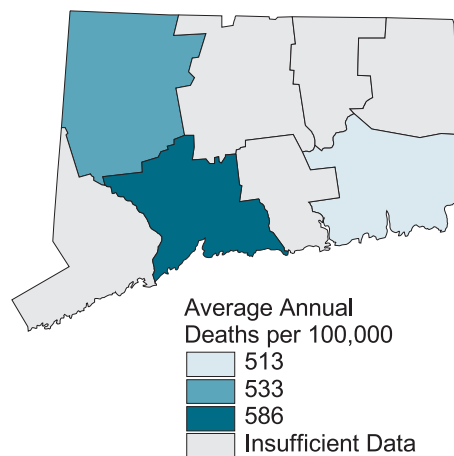 Average Annual
Deaths per 100,000
513
533
586
Insufficient Data